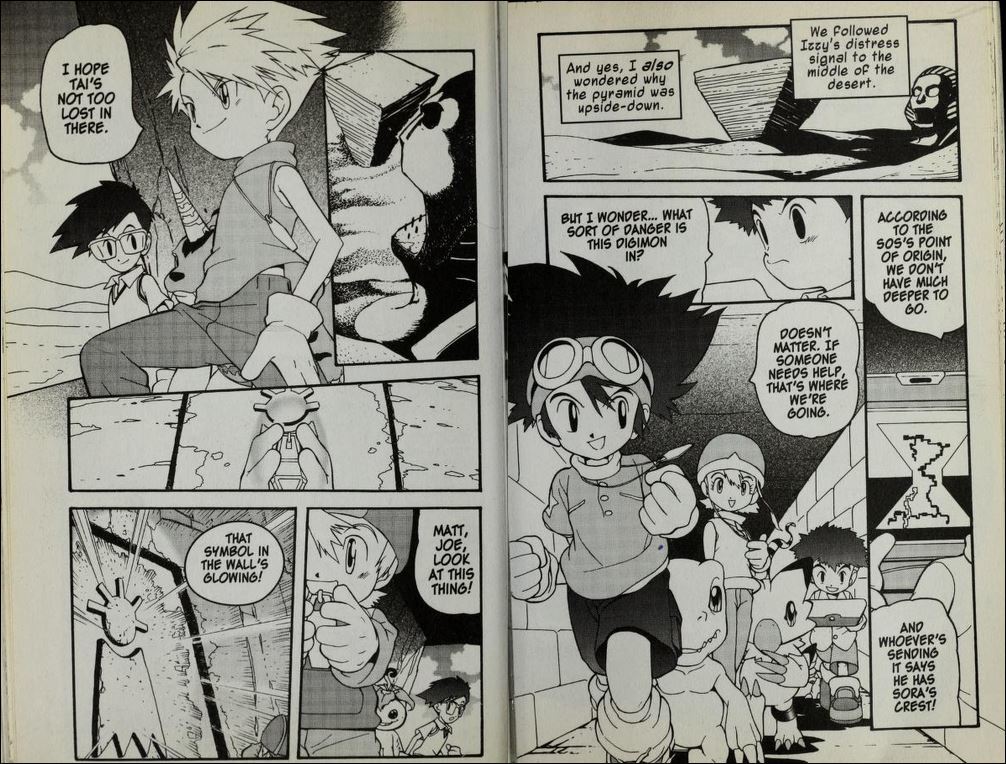 We followed
Izzy's distress
signal to the
middle of the
desert.
And yes, I also
wondered why
the pyramid was
upside-down.
ACCORDING
TO THE
SOS'S POINT
OF ORIGIN,
WE DON'T
HAVE MUCH
DEEPER TO
GO.
AND
WHOEVER'S
SENDING
IT SAYS
HE HAS
SORA'S
CREST!
BUT I WONDER... WHAT
SORT OF DANGER IS
THIS DIGIMON
IN?
DOESN'T
MATTER. IF
SOMEONE
NEEDS HELP,
THAT'S WHERE
WE'RE
GOING.
I HOPE
TAI'S
NOT TOO
LOST IN
THERE.
MATT,
JOE,
LOOK
AT THIS
THING!
THAT
SYMBOL IN
THE WALL'S
GLOWING!